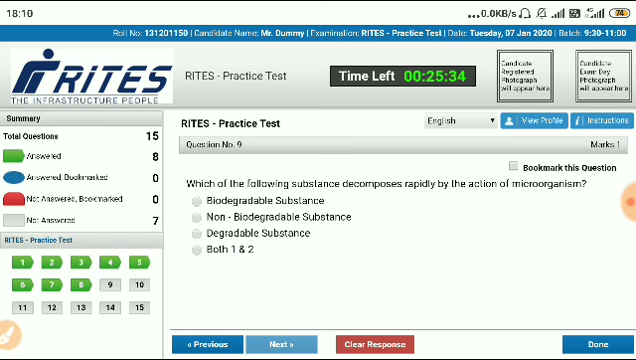 18:10
...0.0KB/s 4G 74
Roll No: 131201150 | Candidate Name: Mr. Dummy | Examination: RITES - Practice Test | Date: Tuesday, 07 Jan 2020 | Batch: 9:30-11:00
RITES
THE INFRASTRUCTURE PEOPLE
RITES - Practice Test
Time Left 00:25:34
Candidate Registered Photograph will appear here
Candidate Exam Day Photograph will appear here
Summary
Total Questions 15
Answered 8
Answered, Bookmarked 0
Not Answered, Bookmarked 0
Not Answered 7
RITES - Practice Test
1 2 3 4 5
6 7 8 9 10
11 12 13 14 15
RITES - Practice Test
English
View Profile
Instructions
Question No. 9 Marks 1
Bookmark this Question
Which of the following substance decomposes rapidly by the action of microorganism?
Biodegradable Substance
Non - Biodegradable Substance
Degradable Substance
Both 1 & 2
« Previous Next » Clear Response Done